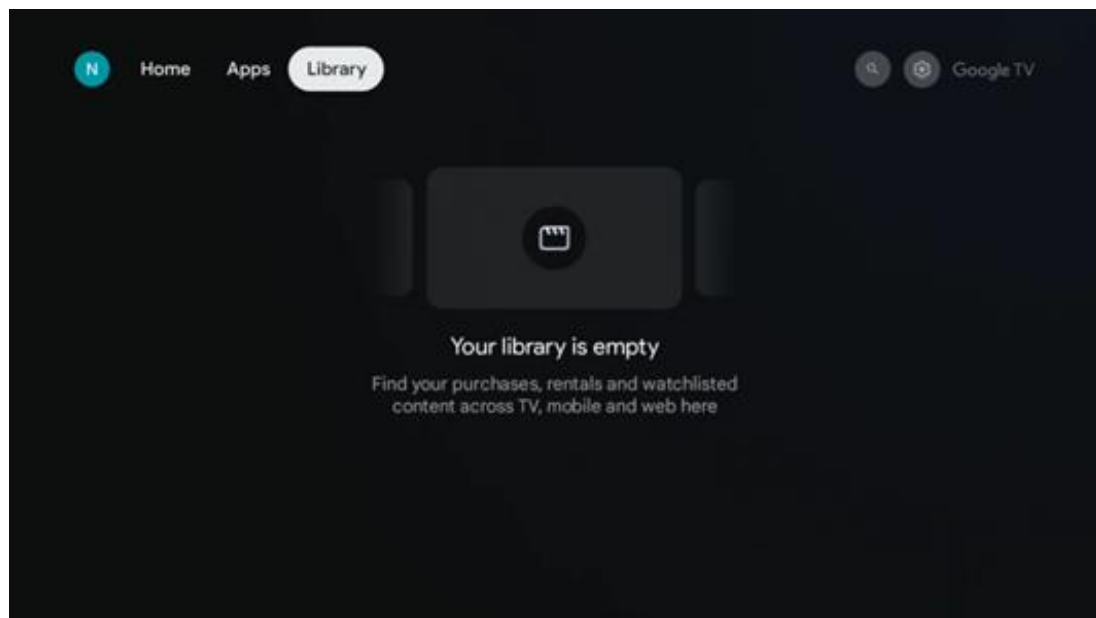 N Home Apps Library Google TV
Your library is empty
Find your purchases, rentals and watchlisted
content across TV, mobile and web here